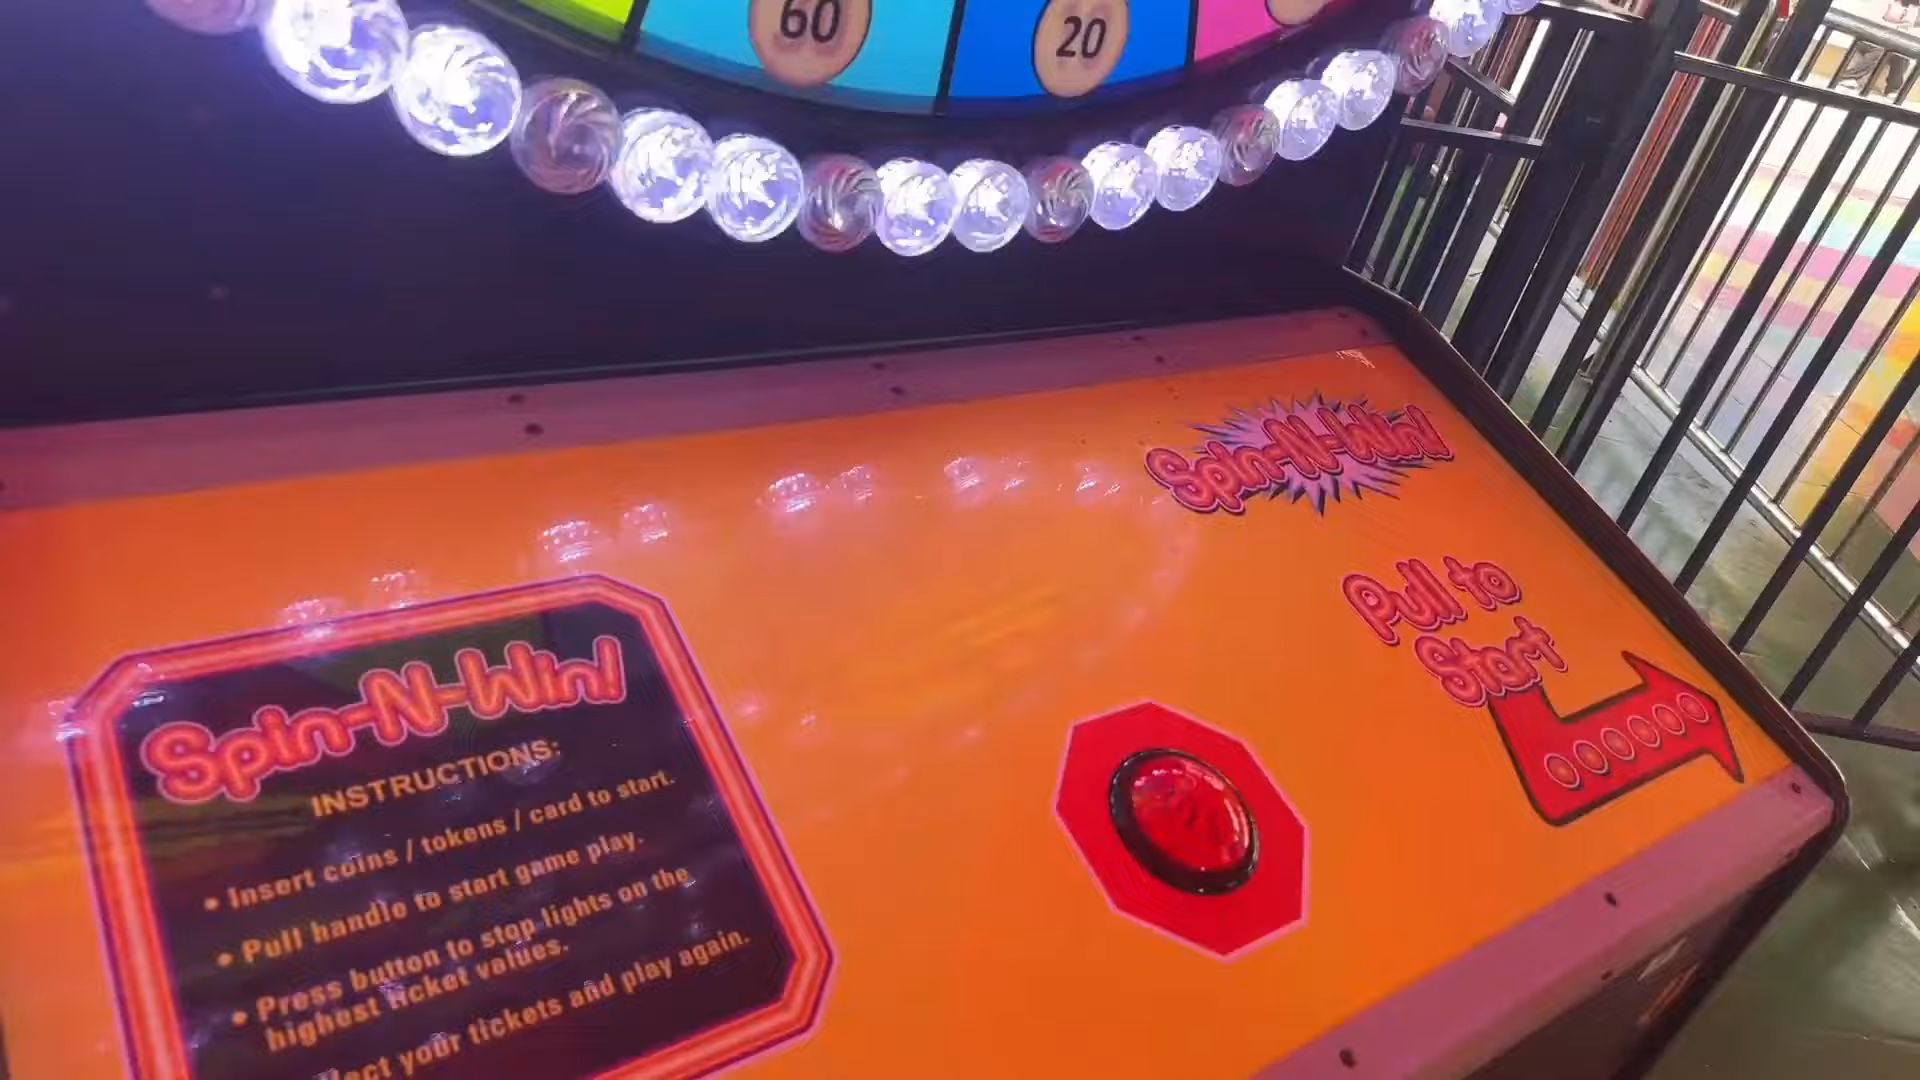 60
20
Spin-N-Win!
Pull to
Start
Spin-N-Win!
INSTRUCTIONS:
• Insert coins / tokens / card to start.
• Pull handle to start game play.
• Press button to stop lights on the
highest ticket values.
your tickets and play again.